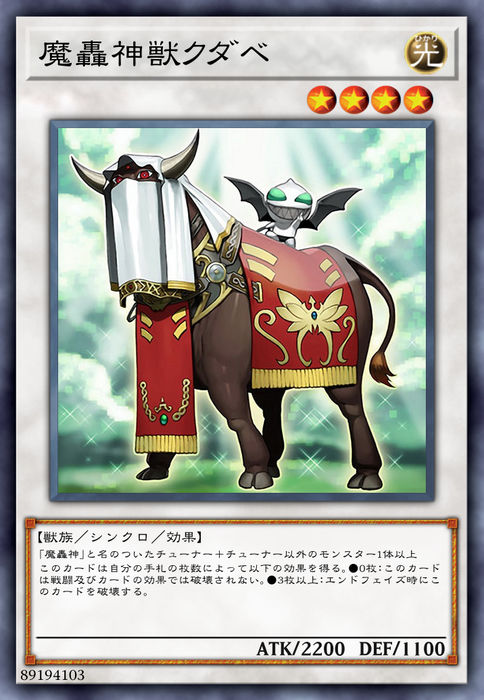 魔轟神獣クダベ
ひかり
光
【獣族／シンクロ／効果】
「魔轟神」と名のついたチューナー＋チューナー以外のモンスター1体以上
このカードは自分の手札の枚数によって以下の効果を得る。●0枚：このカード
は戦闘及びカードの効果では破壊されない。●3枚以上：エンドフェイズ時にこ
のカードを破壊する。
ATK/2200 DEF/1100
89194103